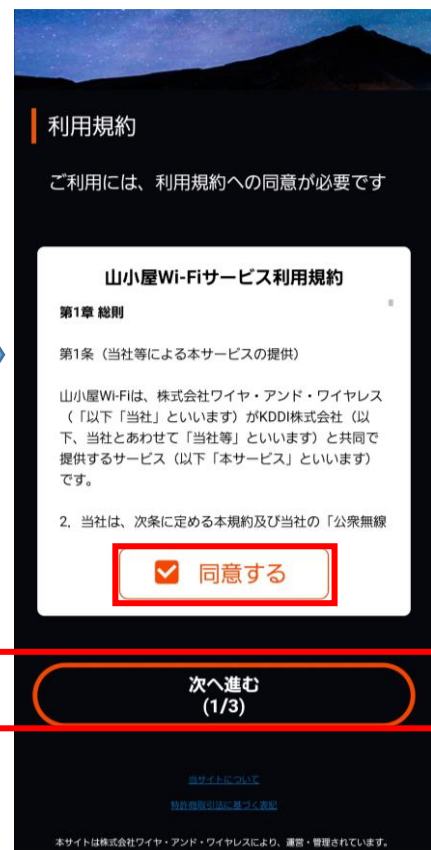 利用規約
ご利用には、利用規約への同意が必要です
山小屋Wi-Fiサービス利用規約
第1章 総則
第1条（当社等による本サービスの提供）
山小屋Wi-Fiは、株式会社ワイヤ・アンド・ワイヤレス
（「以下「当社」といいます）がKDDI株式会社（以
下、当社とあわせて「当社等」といいます）と共同で
提供するサービス（以下「本サービス」といいます）
です。
2．当社は、次条に定める本規約及び当社の「公衆無線
同意する
次へ進む
(1/3)
当サイトについて
特許商取引法に基づく表記
本サイトは株式会社ワイヤ・アンド・ワイヤレスにより、運営・管理されています。